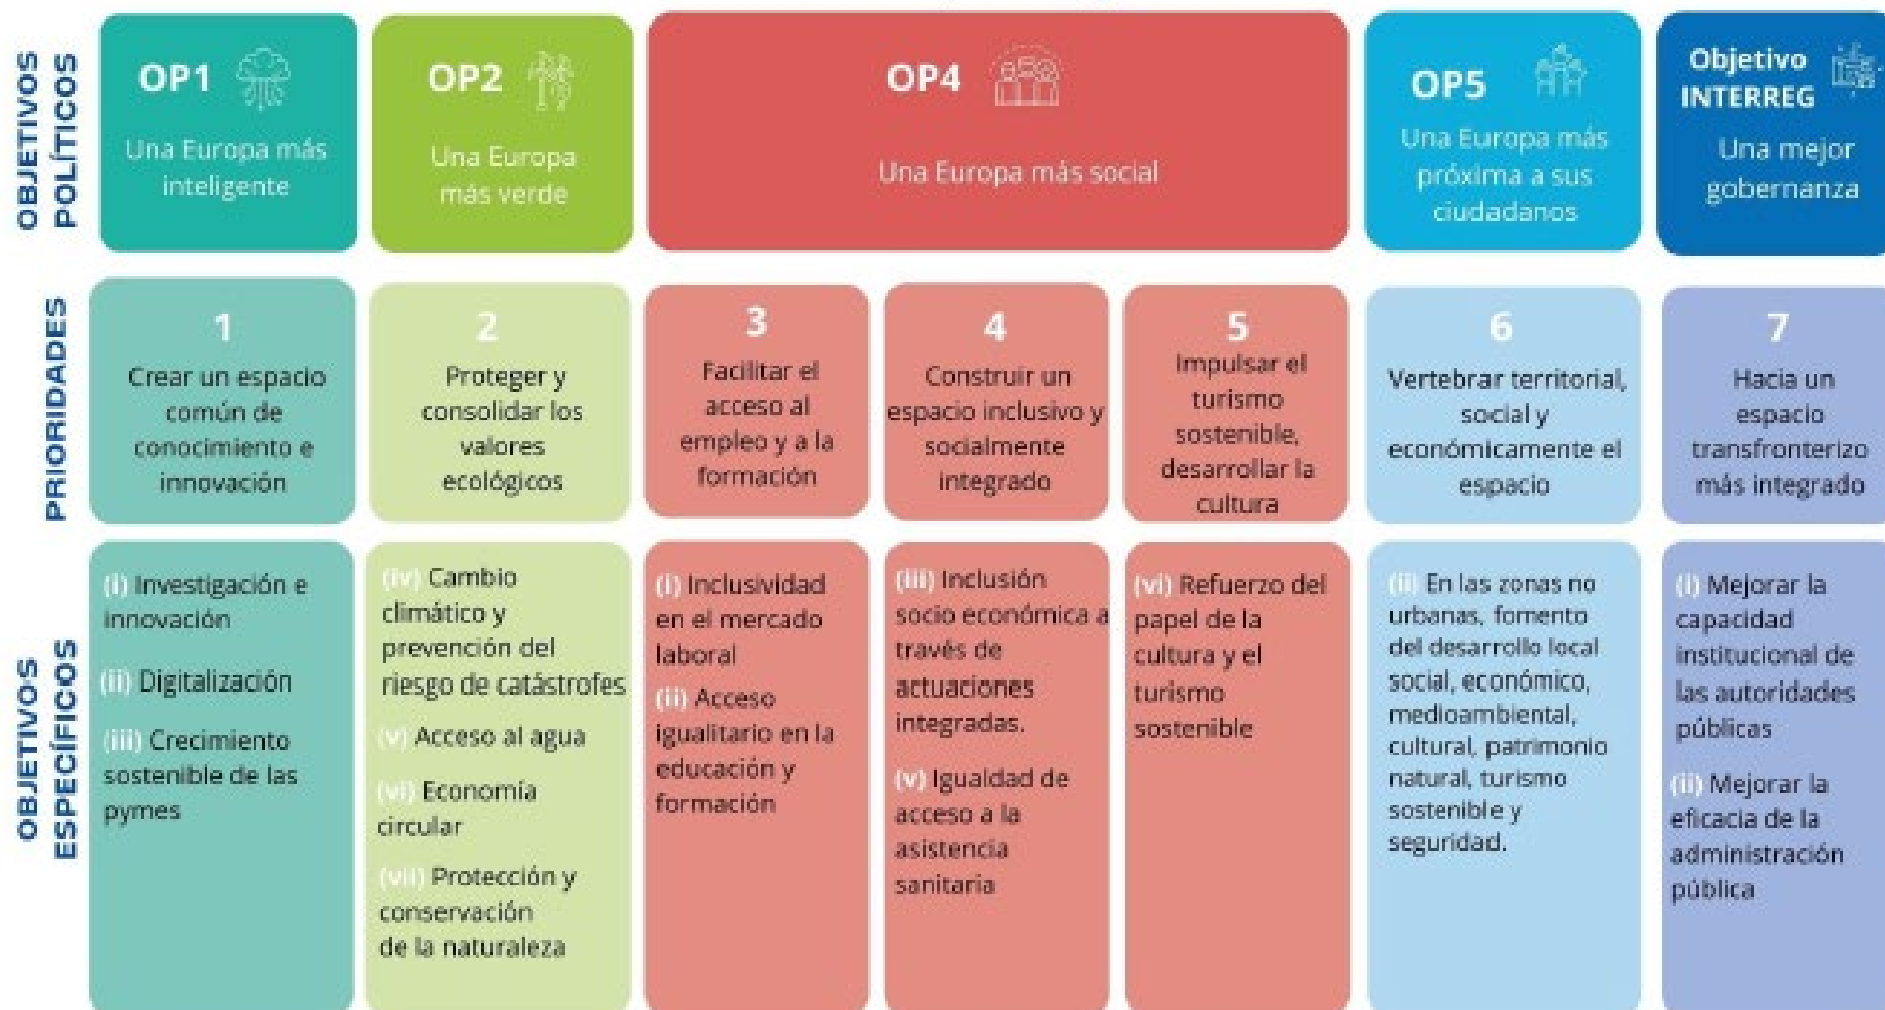 OBJETIVOS
POLÍTICOS
OP1
Una Europa más
inteligente
OP2
Una Europa
más verde
OP4
Una Europa más social
OP5
Una Europa más
próxima a sus
ciudadanos
Objetivo
INTERREG
Una mejor
gobernanza
PRIORIDADES
1
Crear un espacio
común de
conocimiento e
innovación
2
Proteger y
consolidar los
valores
ecológicos
3
Facilitar el
acceso al
empleo y a la
formación
4
Construir un
espacio inclusivo y
socialmente
integrado
5
Impulsar el
turismo
sostenible,
desarrollar la
cultura
6
Vertebrar territorial,
social y
económicamente el
espacio
7
Hacia un
espacio
transfronterizo
más integrado
OBJETIVOS
ESPECÍFICOS
(i) Investigación e
innovación
(ii) Digitalización
(iii) Crecimiento
sostenible de las
pymes
(iv) Cambio
climático y
prevención del
riesgo de catástrofes
(v) Acceso al agua
(vi) Economía
circular
(vii) Protección y
conservación
de la naturaleza
(i) Inclusividad
en el mercado
laboral
(ii) Acceso
igualitario en la
educación y
formación
(iii) Inclusión
socio económica a
través de
actuaciones
integradas.
(v) Igualdad de
acceso a la
asistencia
sanitaria
(vi) Refuerzo del
papel de la
cultura y el
turismo
sostenible
(ii) En las zonas no
urbanas, fomento
del desarrollo local
social, económico,
medioambiental,
cultural, patrimonio
natural, turismo
sostenible y
seguridad.
(i) Mejorar la
capacidad
institucional de
las autoridades
públicas
(ii) Mejorar la
eficacia de la
administración
pública